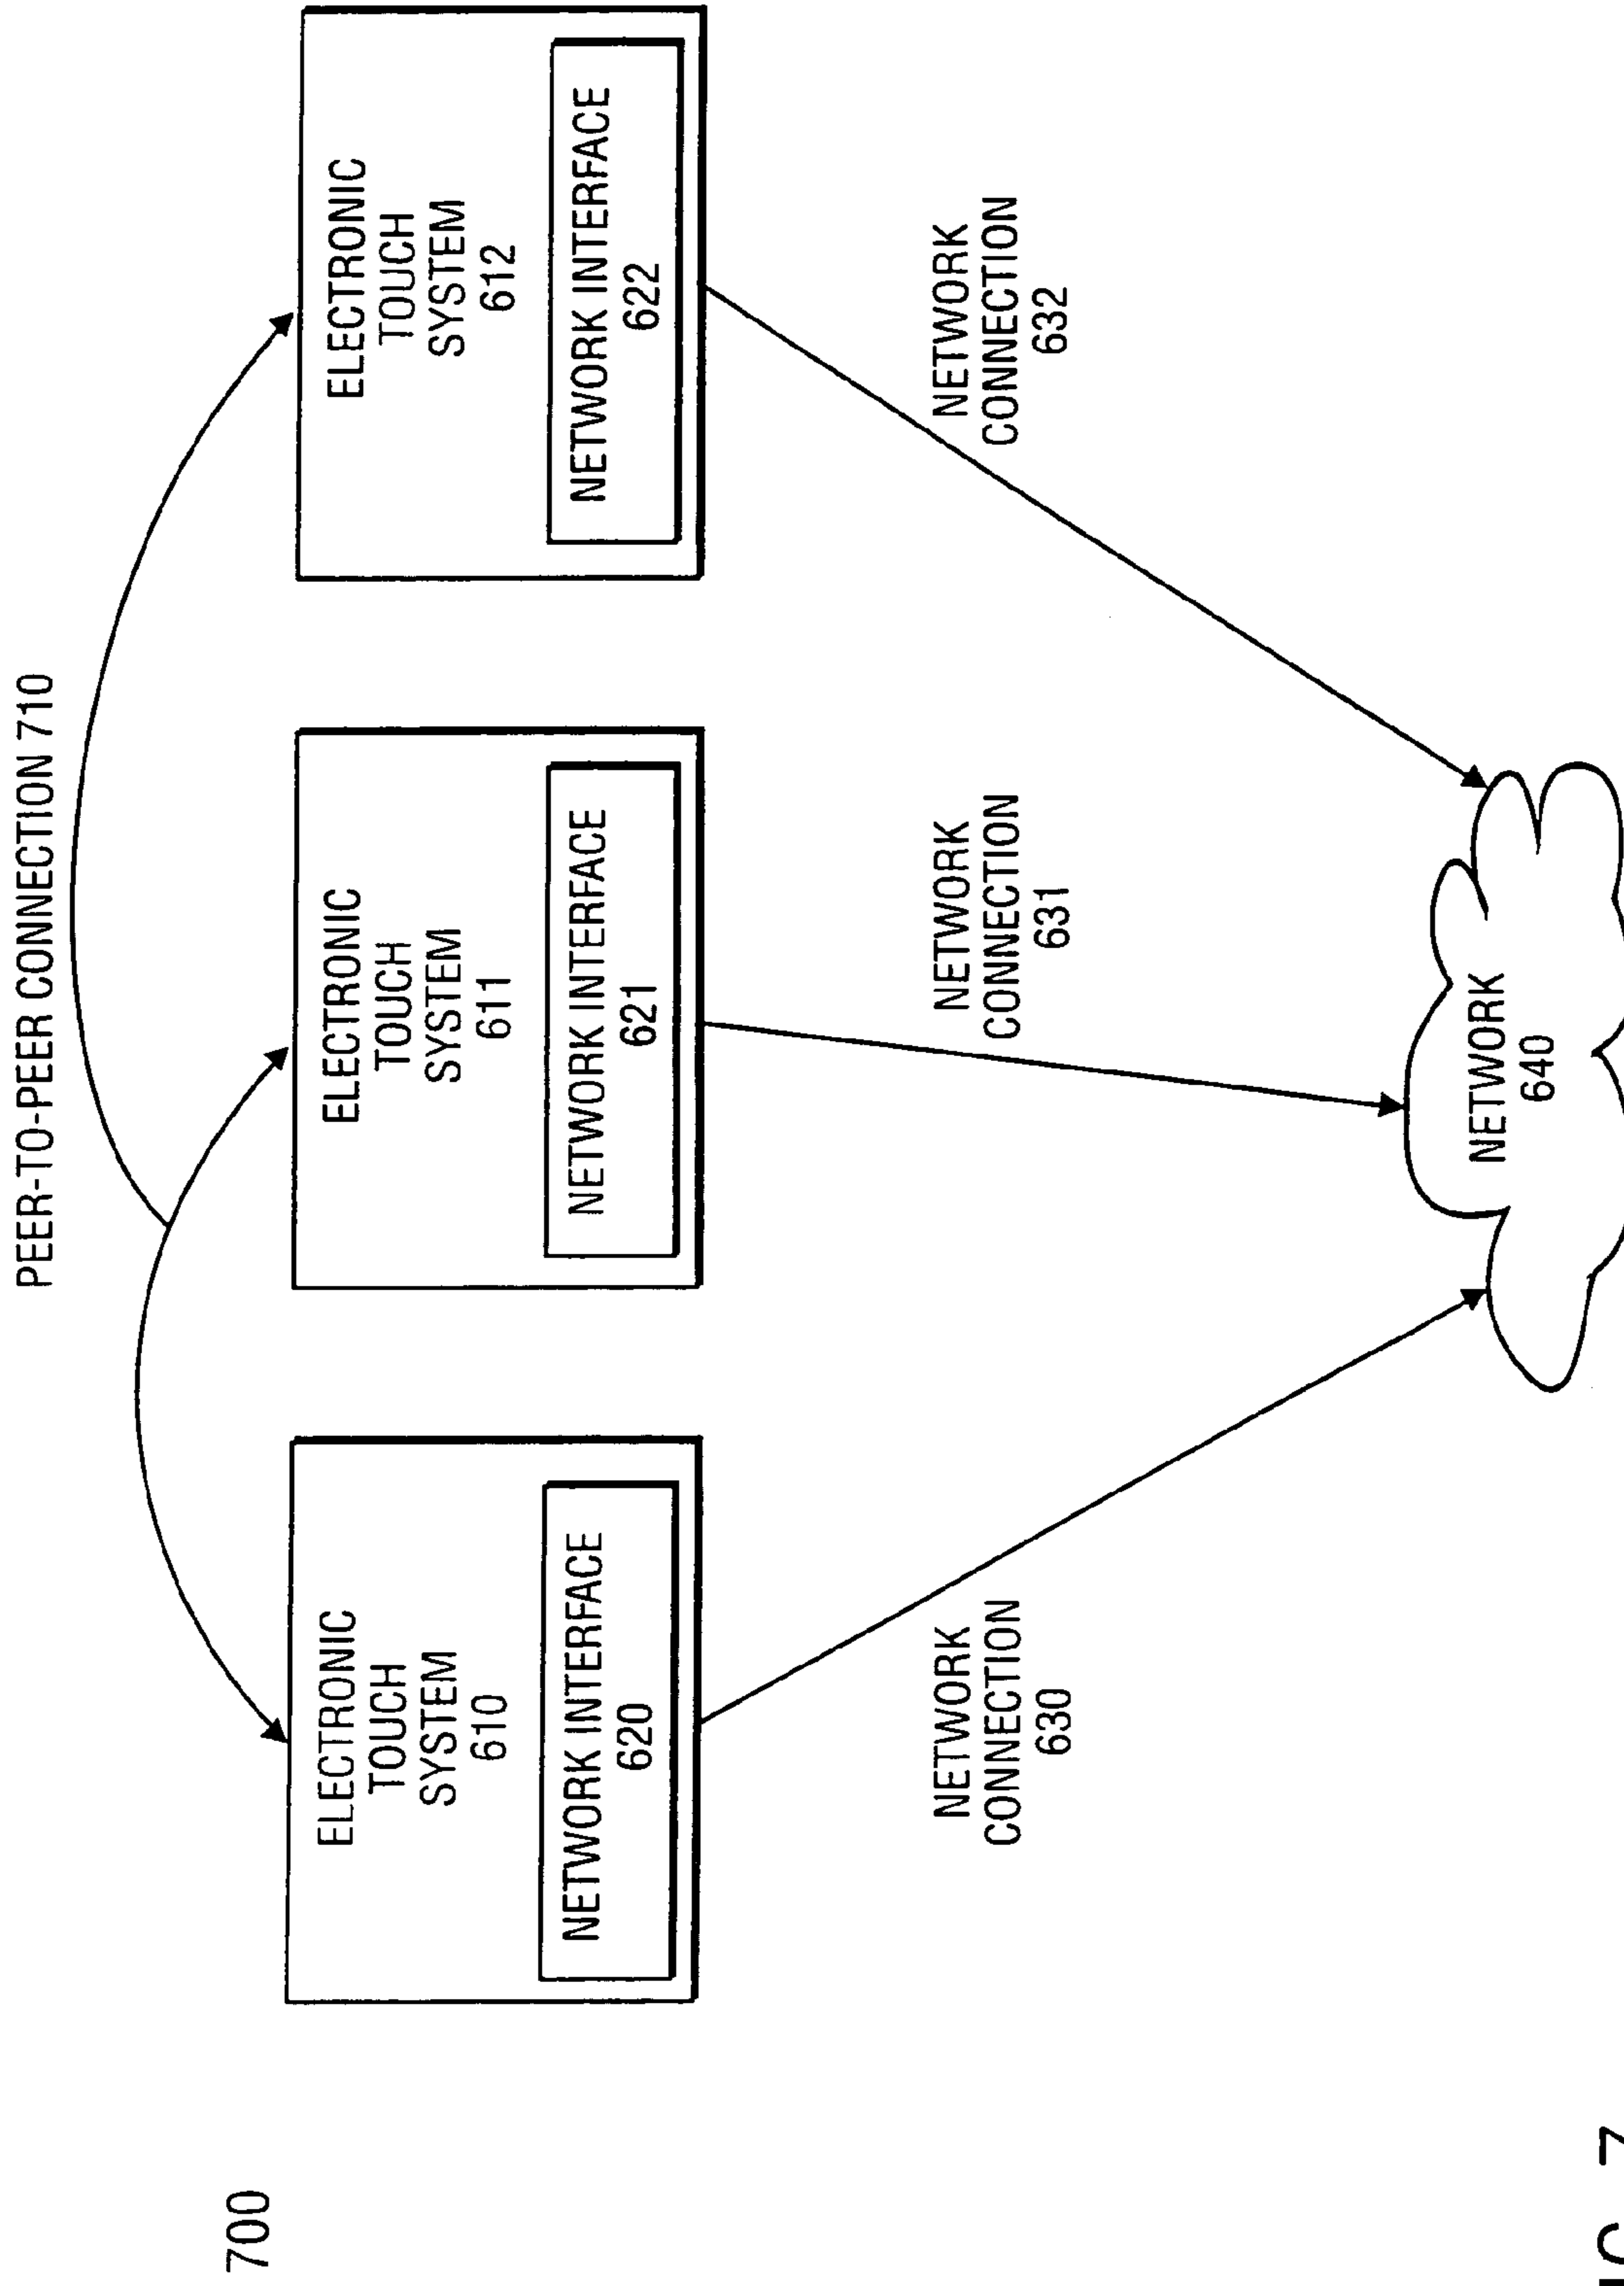 700
PEER-TO-PEER CONNECTION 710
ELECTRONIC
TOUCH
SYSTEM
610
NETWORK INTERFACE
620
ELECTRONIC
TOUCH
SYSTEM
611
NETWORK INTERFACE
621
ELECTRONIC
TOUCH
SYSTEM
612
NETWORK INTERFACE
622
NETWORK
CONNECTION
630
NETWORK
CONNECTION
631
NETWORK
CONNECTION
632
NETWORK
640